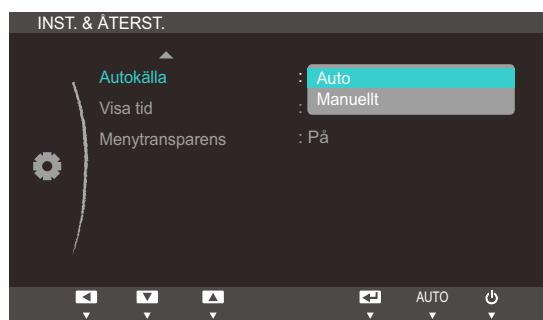 INST. & ÅTERST.
Autokälla : Auto
Manuellt
Visa tid :
Menytransparens : På
AUTO